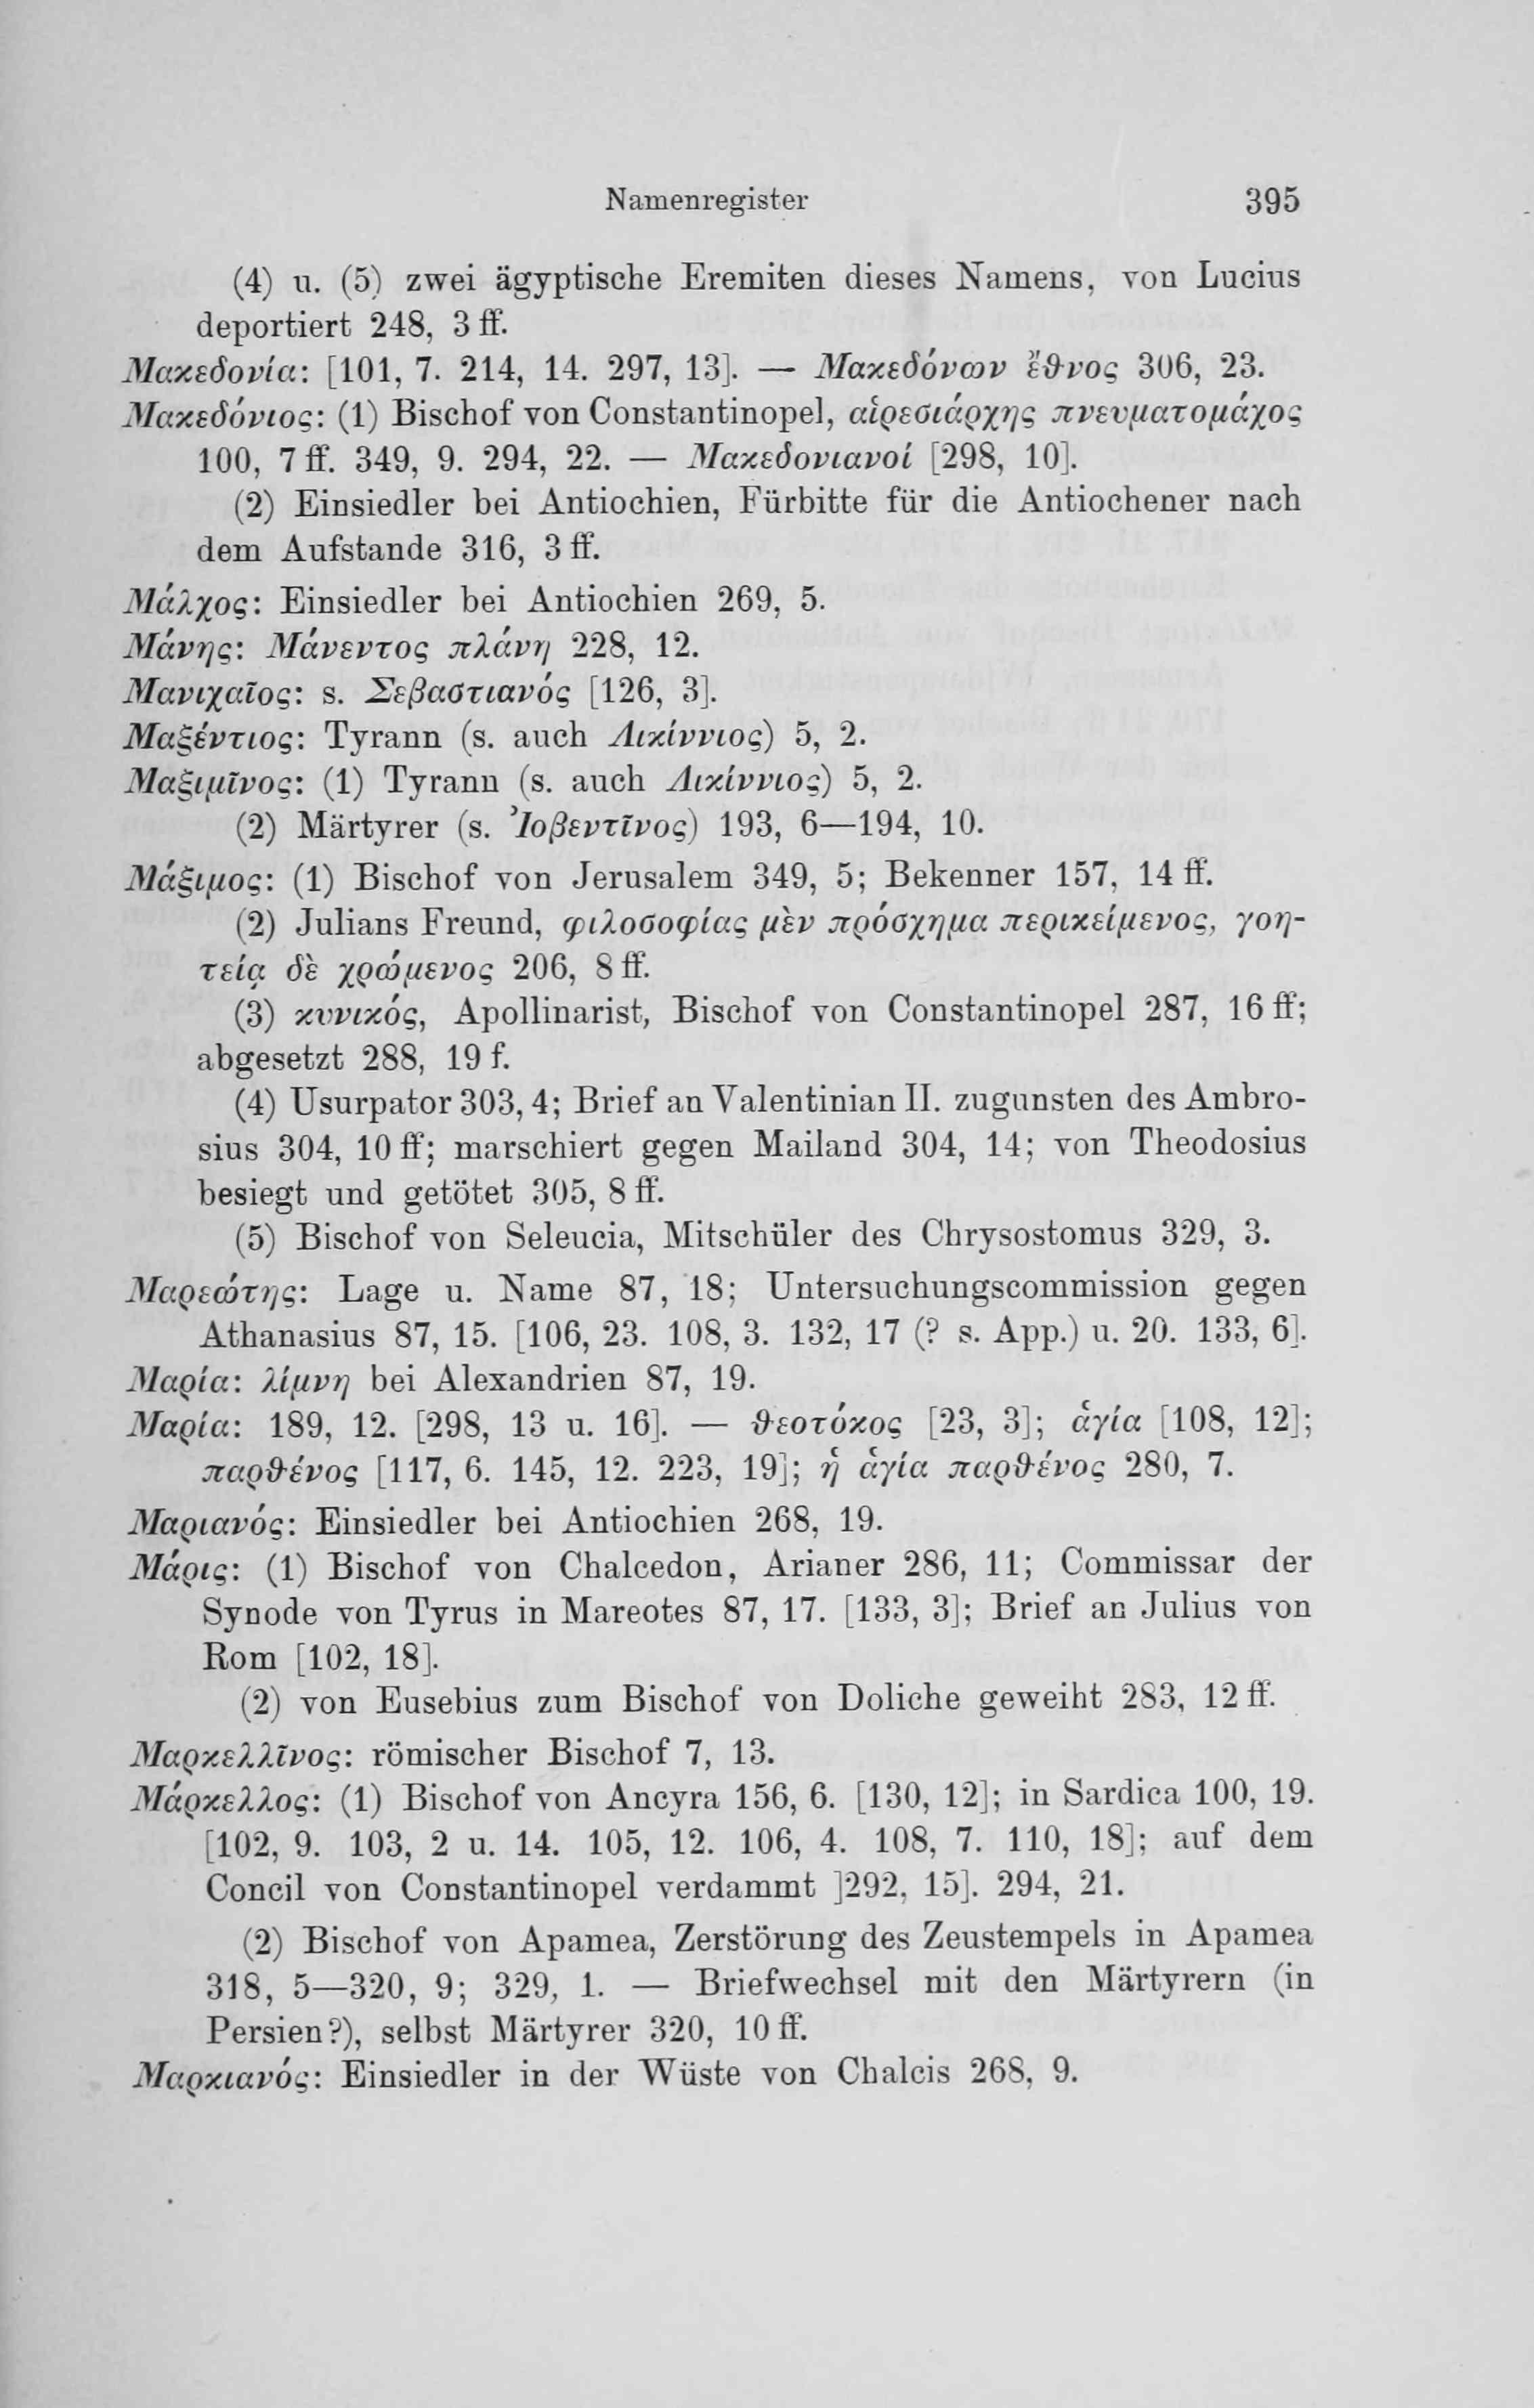 Namenregister 395
(4) u. (5) zwei ägyptische Eremiten dieses Namens, von Lucius
deportiert 248, 3 ff.
Μακεδονία: [101, 7. 214, 14. 297, 13]. — Μακεδόνων ἔθνος 306, 23.
Μακεδόνιος: (1) Bischof von Constantinopel, αἱρεσιάρχης πνευματομάχος
100, 7 ff. 349, 9. 294, 22. — Μακεδονιανοί [298, 10].
(2) Einsiedler bei Antiochien, Fürbitte für die Antiochener nach
dem Aufstande 316, 3 ff.
Μάλχος: Einsiedler bei Antiochien 269, 5.
Μάνης: Μάνεντος πλάνη 228, 12.
Μανιχαῖος: s. Σεβαστιανός [126, 3].
Μαξέντιος: Tyrann (s. auch Λικίννιος) 5, 2.
Μαξιμῖνος: (1) Tyrann (s. auch Λικίννιος) 5, 2.
(2) Märtyrer (s. Ἰοβεντῖνος) 193, 6—194, 10.
Μάξιμος: (1) Bischof von Jerusalem 349, 5; Bekenner 157, 14 ff.
(2) Julians Freund, φιλοσοφίας μὲν πρόσχημα περικείμενος, γοη-
τείᾳ δὲ χρώμενος 206, 8 ff.
(3) κυνικός, Apollinarist, Bischof von Constantinopel 287, 16 ff;
abgesetzt 288, 19 f.
(4) Usurpator 303, 4; Brief an Valentinian II. zugunsten des Ambro-
sius 304, 10 ff; marschiert gegen Mailand 304, 14; von Theodosius
besiegt und getötet 305, 8 ff.
(5) Bischof von Seleucia, Mitschüler des Chrysostomus 329, 3.
Μαρεώτης: Lage u. Name 87, 18; Untersuchungscommission gegen
Athanasius 87, 15. [106, 23. 108, 3. 132, 17 (? s. App.) u. 20. 133, 6].
Μαρία: λίμνη bei Alexandrien 87, 19.
Μαρία: 189, 12. [298, 13 u. 16]. — θεοτόκος [23, 3]; ἁγία [108, 12];
παρθένος [117, 6. 145, 12. 223, 19]; ἡ ἁγία παρθένος 280, 7.
Μαριανός: Einsiedler bei Antiochien 268, 19.
Μάρις: (1) Bischof von Chalcedon, Arianer 286, 11; Commissar der
Synode von Tyrus in Mareotes 87, 17. [133, 3]; Brief an Julius von
Rom [102, 18].
(2) von Eusebius zum Bischof von Doliche geweiht 283, 12 ff.
Μαρκελλῖνος: römischer Bischof 7, 13.
Μάρκελλος: (1) Bischof von Ancyra 156, 6. [130, 12]; in Sardica 100, 19.
[102, 9. 103, 2 u. 14. 105, 12. 106, 4. 108, 7. 110, 18]; auf dem
Concil von Constantinopel verdammt ]292, 15]. 294, 21.
(2) Bischof von Apamea, Zerstörung des Zeustempels in Apamea
318, 5—320, 9; 329, 1. — Briefwechsel mit den Märtyrern (in
Persien?), selbst Märtyrer 320, 10 ff.
Μαρκιανός: Einsiedler in der Wüste von Chalcis 268, 9.